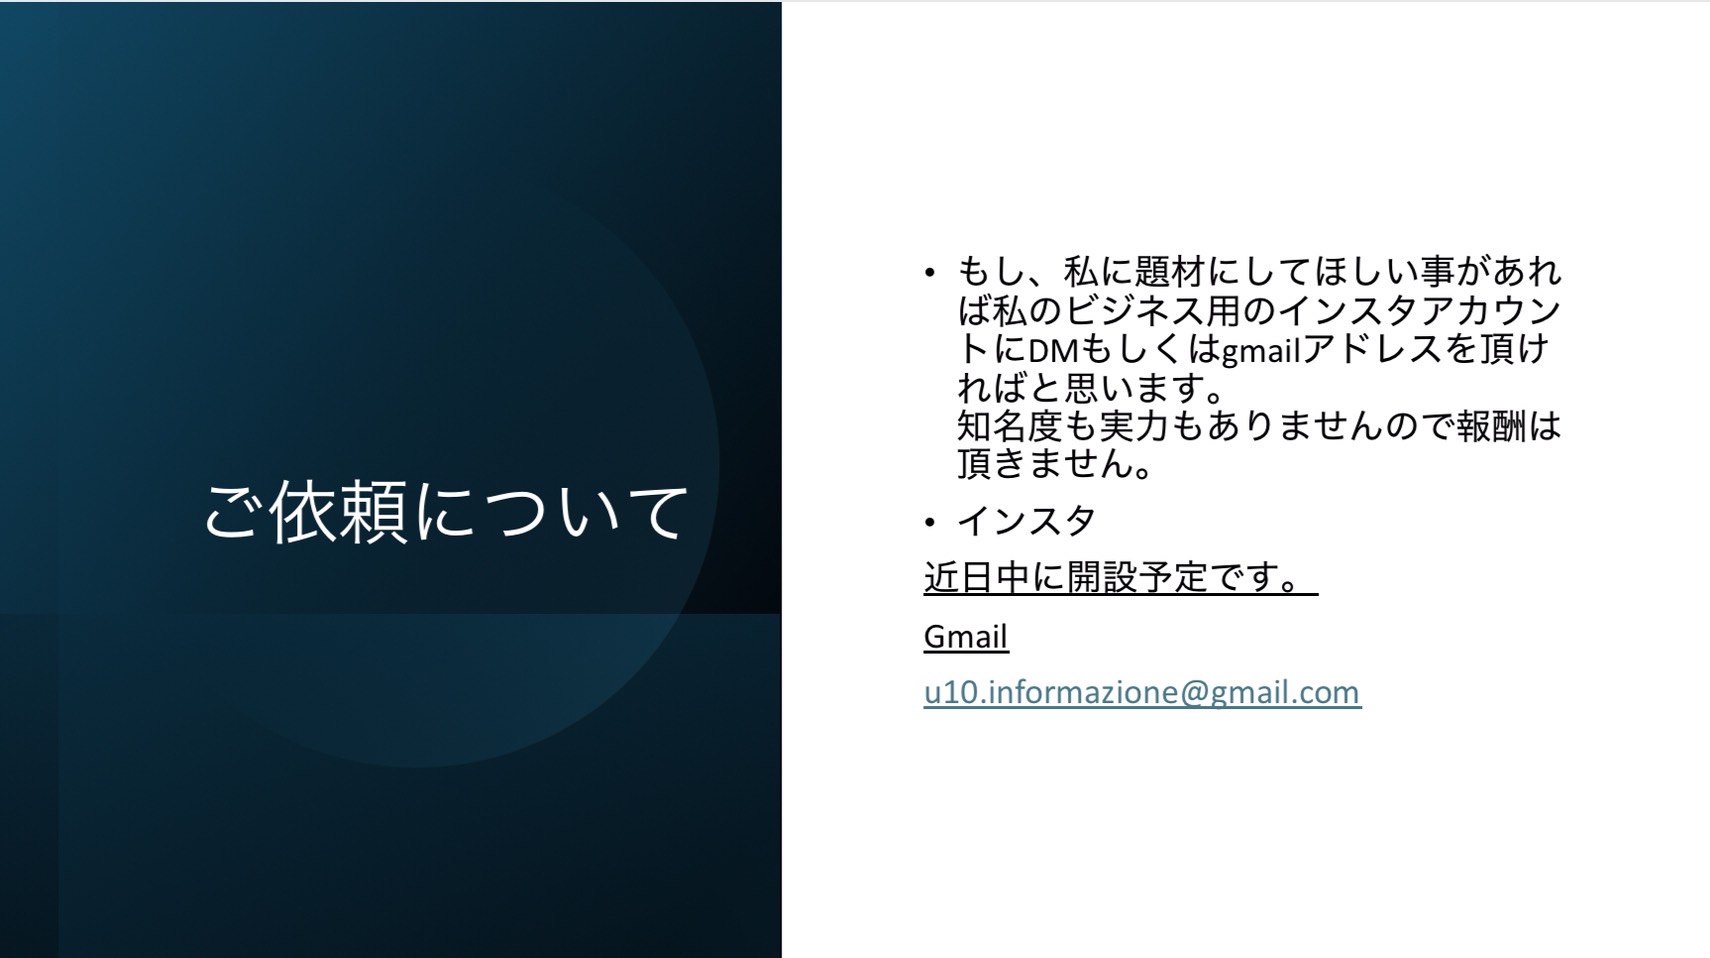 ご依頼について
• もし、私に題材にしてほしい事があれ
ば私のビジネス用のインスタアカウン
トにDMもしくはgmailアドレスを頂け
ればと思います。
知名度も実力もありませんので報酬は
頂きません。
• インスタ
近日中に開設予定です。
Gmail
u10.informazione@gmail.com